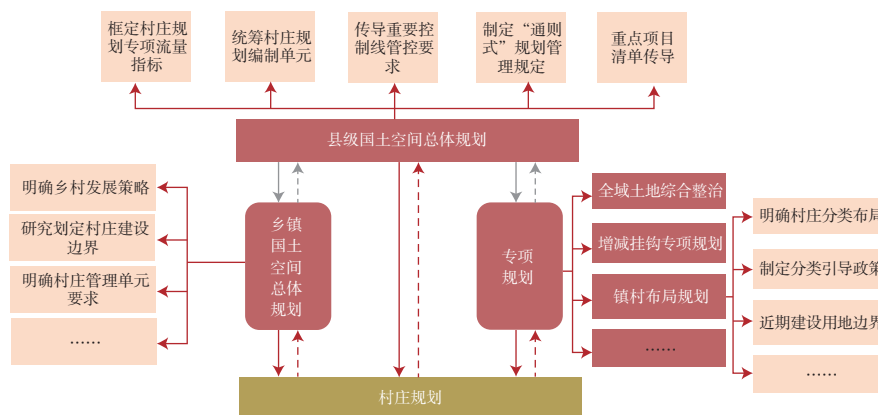 框定村庄规
划专项流量
指标
统筹村庄规
划编制单元
传导重要控
制线管控要
求
制定“通则
式”规划管
理规定
重点项目
清单传导
县级国土空间总体规划
明确乡村发展策略
研究划定村庄建设
边界
明确村庄管理单元
要求
……
乡镇
国土
空间
总体
规划
专项
规划
全域土地综合整治
增减挂钩专项规划
镇村布局规划
……
明确村庄分类布局
制定分类引导政策
近期建设用地边界
……
村庄规划